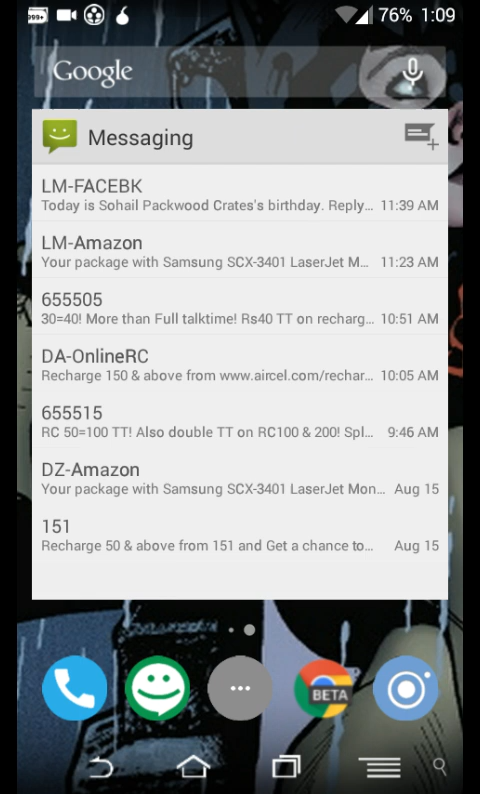 999+
76% 1:09
Google
Messaging
LM-FACEBK
Today is Sohail Packwood Crates's birthday. Reply... 11:39 AM
LM-Amazon
Your package with Samsung SCX-3401 LaserJet M... 11:23 AM
655505
30=40! More than Full talktime! Rs40 TT on recharg... 10:51 AM
DA-OnlineRC
Recharge 150 & above from www.aircel.com/rechar... 10:05 AM
655515
RC 50=100 TT! Also double TT on RC100 & 200! Spl... 9:46 AM
DZ-Amazon
Your package with Samsung SCX-3401 LaserJet Mon... Aug 15
151
Recharge 50 & above from 151 and Get a chance to... Aug 15
BETA